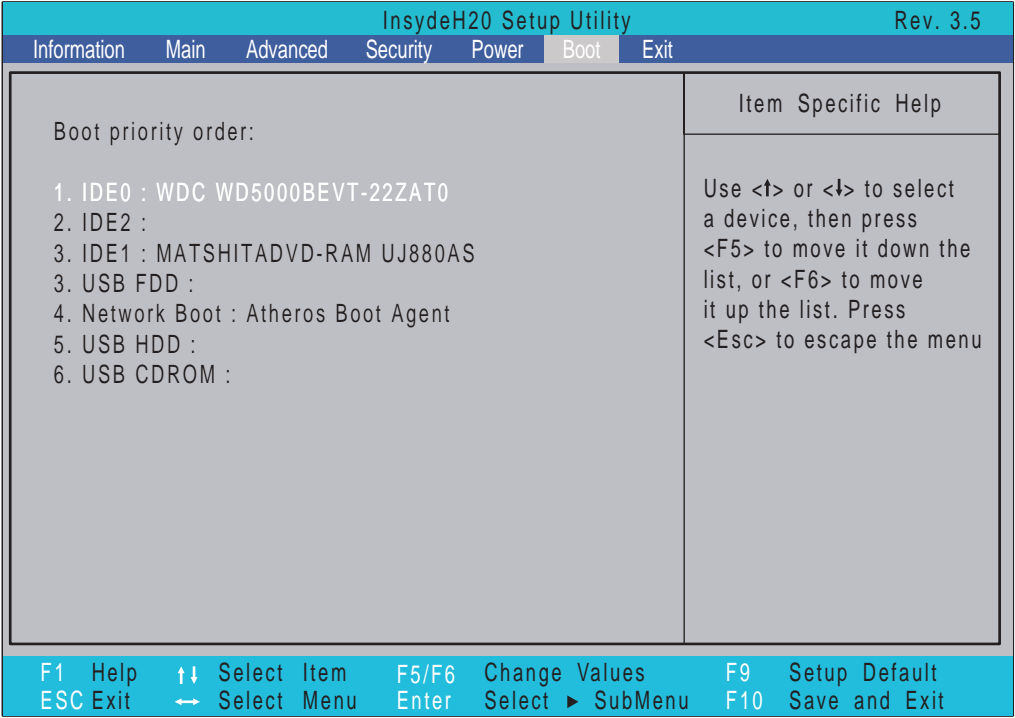 InsydeH20 Setup Utility Rev. 3.5
Information Main Advanced Security Power Boot Exit
Boot priority order:
1. IDE0 : WDC WD5000BEVT-22ZAT0
2. IDE2 :
3. IDE1 : MATSHITADVD-RAM UJ880AS
3. USB FDD :
4. Network Boot : Atheros Boot Agent
5. USB HDD :
6. USB CDROM :
Item Specific Help
Use <↑> or <↓> to select
a device, then press
<F5> to move it down the
list, or <F6> to move
it up the list. Press
<Esc> to escape the menu
F1 Help ↑↓ Select Item F5/F6 Change Values F9 Setup Default
ESC Exit ↔ Select Menu Enter Select ► SubMenu F10 Save and Exit